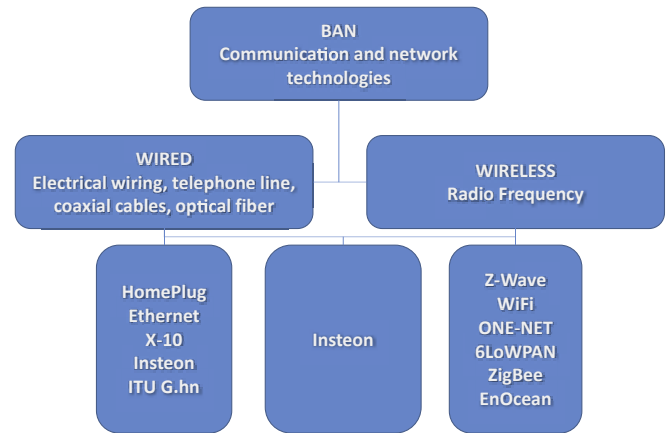 BAN
Communication and network
technologies
WIRED
Electrical wiring, telephone line,
coaxial cables, optical fiber
WIRELESS
Radio Frequency
HomePlug
Ethernet
X-10
Insteon
ITU G.hn
Insteon
Z-Wave
WiFi
ONE-NET
6LoWPAN
ZigBee
EnOcean